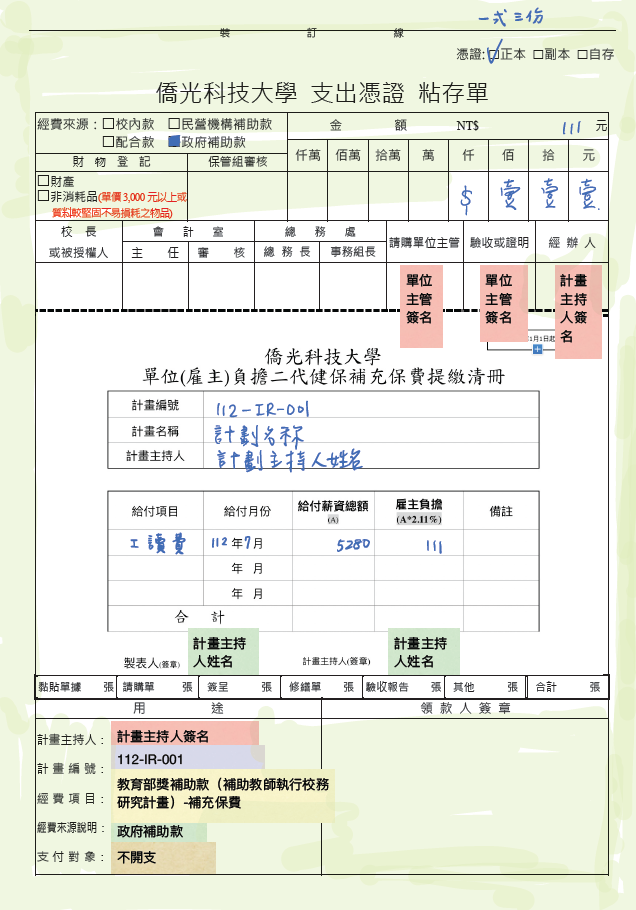 一式三份
裝 訂 線
憑證:☑正本 □副本 □自存
僑光科技大學 支出憑證 粘存單
經費來源：□校內款 □民營機構補助款
□配合款 ■政府補助款
金 額 NT$ 111 元
財物登記 保管組審核 仟萬 佰萬 拾萬 萬 仟 佰 拾 元
□財產
□非消耗品(單價3,000元以上或
質料較堅固不易損耗之物品)
$ 壹 壹 壹.
校長 會計室 總務處 請購單位主管 驗收或證明 經辦人
或被授權人 主任 審核 總務長 事務組長
單位主管簽名 單位主管簽名 計畫主持人簽名
1月1日起
僑光科技大學
單位(雇主)負擔二代健保補充保費提繳清冊
計畫編號 112-IR-001
計畫名稱 計劃名称
計畫主持人 計劃主持人姓名
給付項目 給付月份 給付薪資總額(A) 雇主負擔(A*2.11%) 備註
工讀費 112年7月 5280 111
年 月
年 月
合 計
製表人(簽章) 計畫主持人姓名 計畫主持人(簽章) 計畫主持人姓名
黏貼單據 張 請購單 張 簽呈 張 修繕單 張 驗收報告 張 其他 張 合計 張
用途 領款人簽章
計畫主持人： 計畫主持人簽名
計畫編號： 112-IR-001
經費項目： 教育部獎補助款（補助教師執行校務
研究計畫）-補充保費
經費來源說明： 政府補助款
支付對象： 不開支